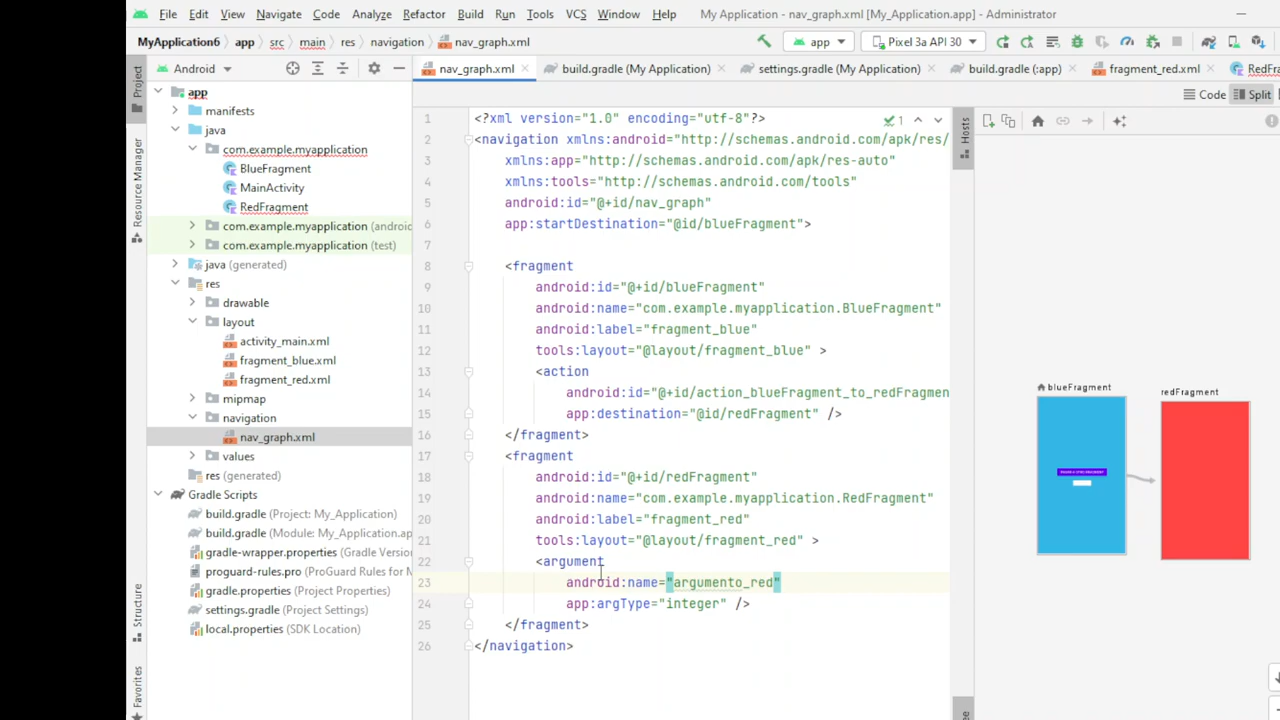 File Edit View Navigate Code Analyze Refactor Build Run Tools VCS Window Help My Application - nav_graph.xml [My_Application.app] - Administrator
MyApplication6 app src main res navigation nav_graph.xml app Pixel 3a API 30
Android nav_graph.xml build.gradle (My Application) settings.gradle (My Application) build.gradle (:app) fragment_red.xml RedFra
Code Split
Project
Resource Manager
Structure
Favorites
app
manifests
java
com.example.myapplication
BlueFragment
MainActivity
RedFragment
com.example.myapplication (androic
com.example.myapplication (test)
java (generated)
res
drawable
layout
activity_main.xml
fragment_blue.xml
fragment_red.xml
mipmap
navigation
nav_graph.xml
values
res (generated)
Gradle Scripts
build.gradle (Project: My_Application)
build.gradle (Module: My_Application.ap
gradle-wrapper.properties (Gradle Versior
proguard-rules.pro (ProGuard Rules for M
gradle.properties (Project Properties)
settings.gradle (Project Settings)
local.properties (SDK Location)
1 <?xml version="1.0" encoding="utf-8"?>
2 <navigation xmlns:android="http://schemas.android.com/apk/res/
3 xmlns:app="http://schemas.android.com/apk/res-auto"
4 xmlns:tools="http://schemas.android.com/tools"
5 android:id="@+id/nav_graph"
6 app:startDestination="@id/blueFragment">
7
8 <fragment
9 android:id="@+id/blueFragment"
10 android:name="com.example.myapplication.BlueFragment"
11 android:label="fragment_blue"
12 tools:layout="@layout/fragment_blue" >
13 <action
14 android:id="@+id/action_blueFragment_to_redFragmen
15 app:destination="@id/redFragment" />
16 </fragment>
17 <fragment
18 android:id="@+id/redFragment"
19 android:name="com.example.myapplication.RedFragment"
20 android:label="fragment_red"
21 tools:layout="@layout/fragment_red" >
22 <argument
23 android:name="argumento_red"
24 app:argType="integer" />
25 </fragment>
26 </navigation>
1
Hosts
blueFragment
redFragment